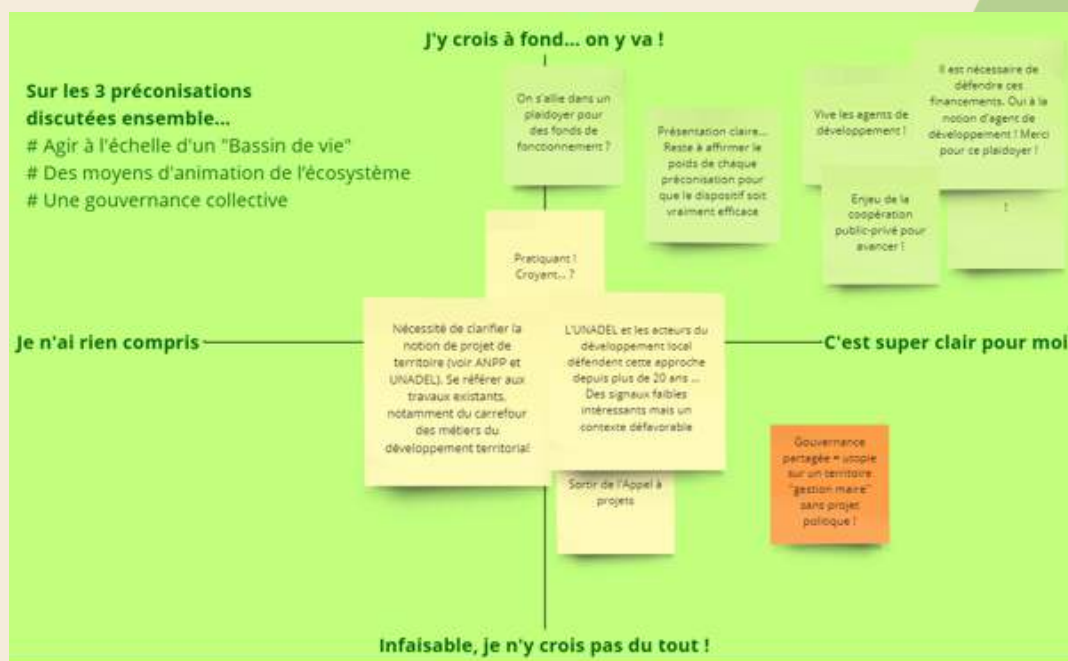 J'y crois à fond... on y va !
Sur les 3 préconisations
discutées ensemble...
# Agir à l'échelle d'un "Bassin de vie"
# Des moyens d'animation de l'écosystème
# Une gouvernance collective
On s'allie dans un
plaidoyer pour
des fonds de
fonctionnement ?
Présentation claire...
Reste à affirmer le
poids de chaque
préconisation pour
que le dispositif soit
vraiment efficace
Vive les agents de
développement !
Il est nécessaire de
défendre ces
financements. Oui à la
notion d'agent de
développement ! Merci
pour ce plaidoyer !
Enjeu de la
coopération
public-privé pour
avancer !
!
Pratiquant !
Croyant... ?
Je n'ai rien compris
Nécessité de clarifier la
notion de projet de
territoire (voir ANPP et
UNADEL). Se référer aux
travaux existants,
notamment du carrefour
des métiers du
développement territorial
L'UNADEL et les acteurs du
développement local
défendent cette approche
depuis plus de 20 ans ...
Des signaux faibles
intéressants mais un
contexte défavorable
C'est super clair pour moi
Sortir de l'Appel à
projets
Gouvernance
partagée = utopie
sur un territoire
"gestion maire"
sans projet
politique !
Infaisable, je n'y crois pas du tout !